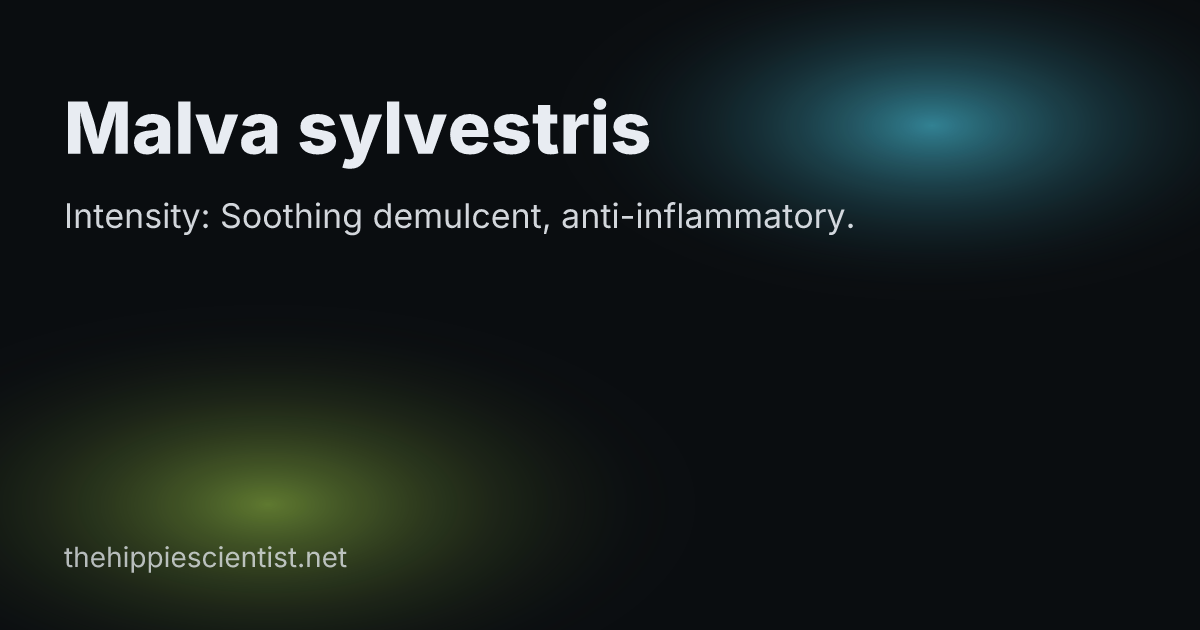 Malva sylvestris
Intensity: Soothing demulcent, anti-inflammatory.
thehippiescientist.net